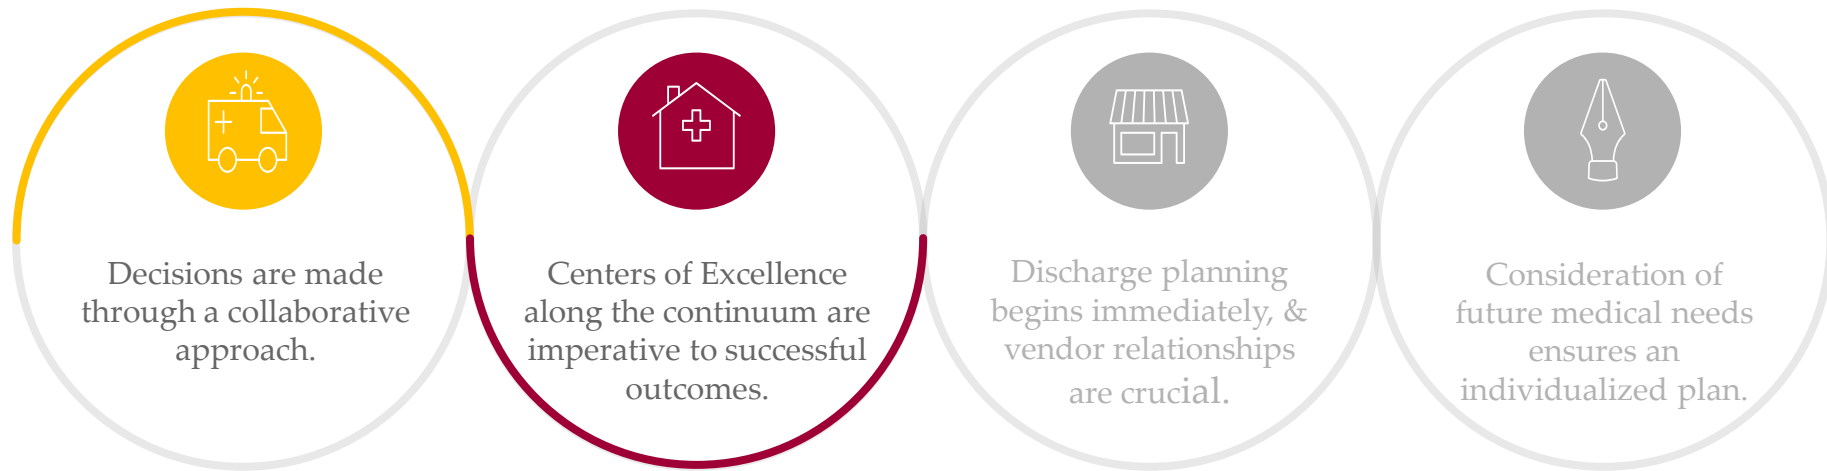 Decisions are made
through a collaborative
approach.
Centers of Excellence
along the continuum are
imperative to successful
outcomes.
Discharge planning
begins immediately, &
vendor relationships
are crucial.
Consideration of
future medical needs
ensures an
individualized plan.